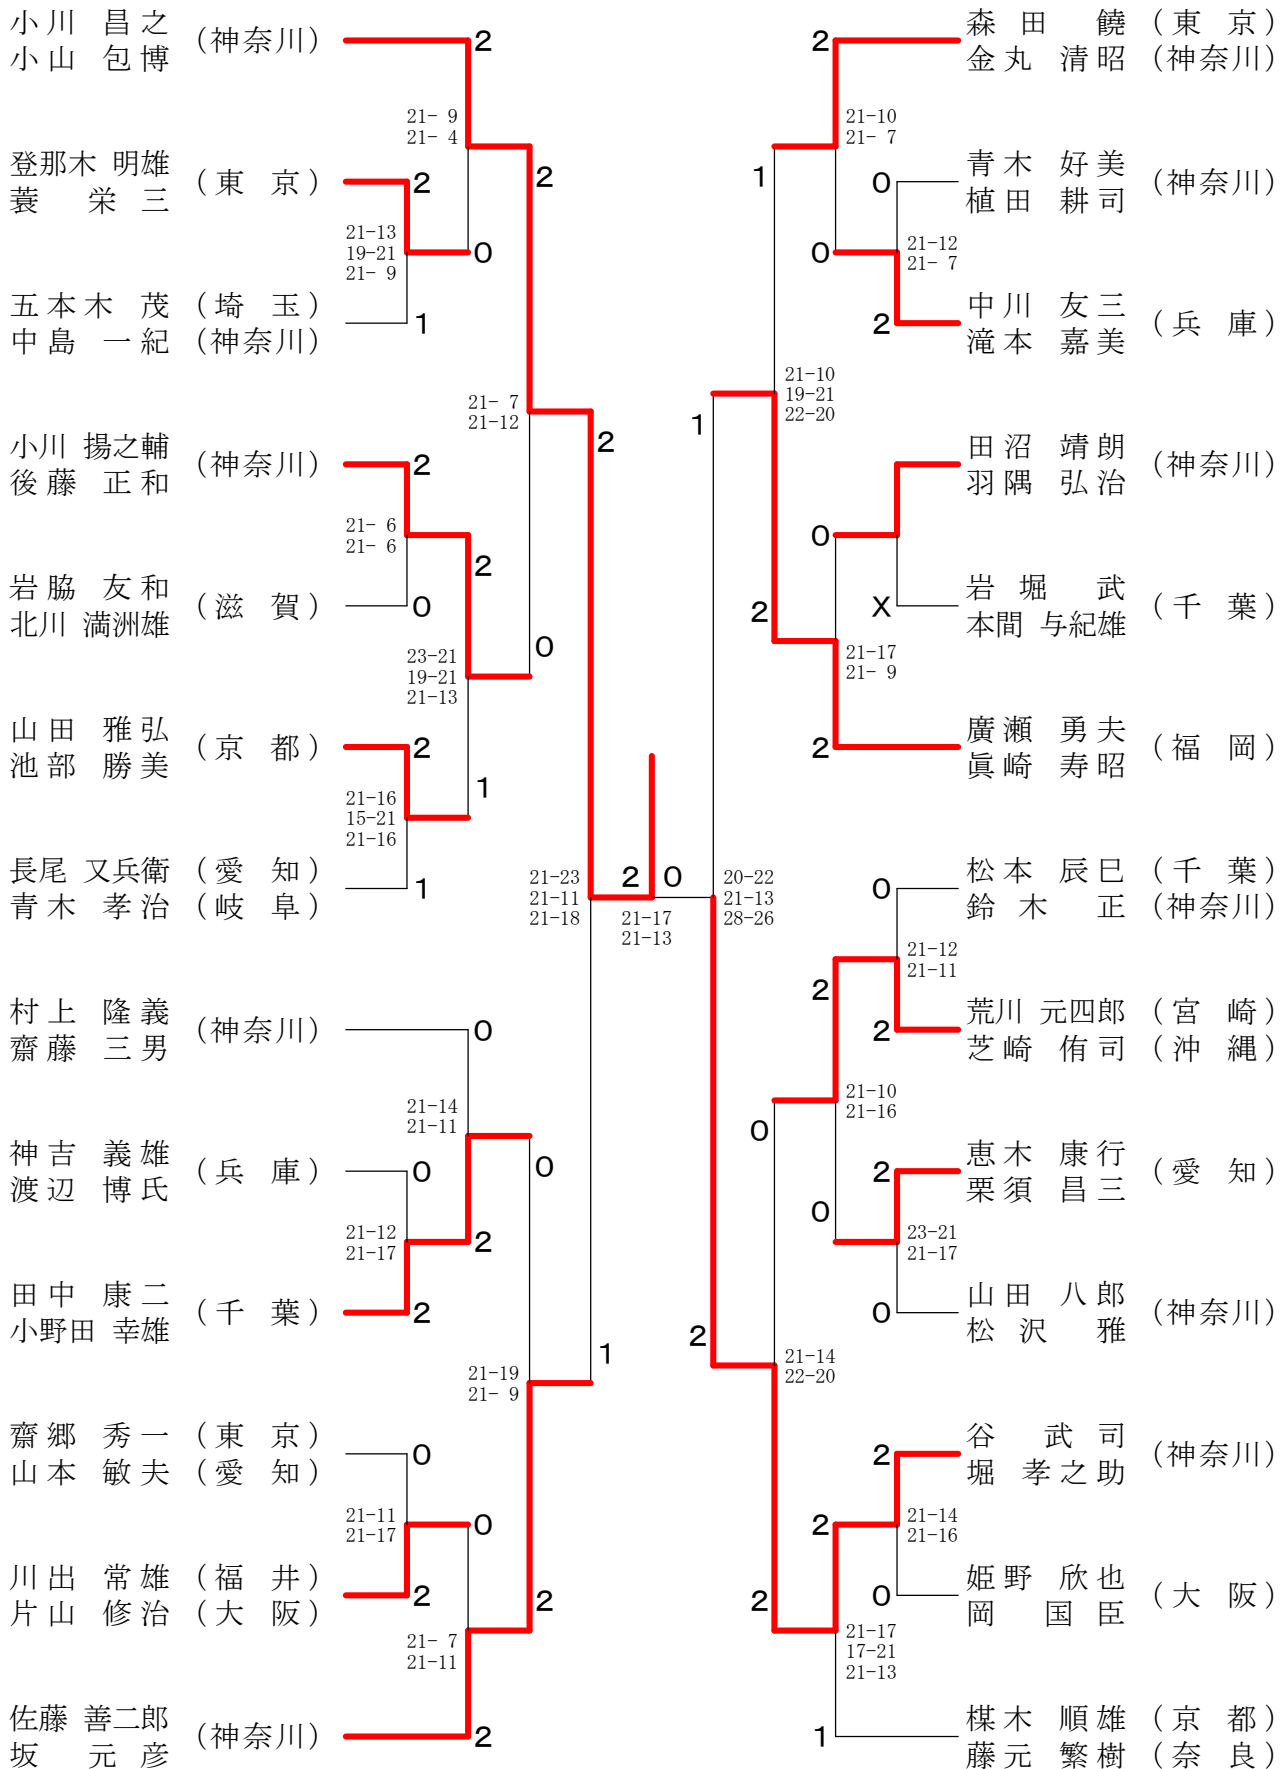 小川 昌之
小山 包博
(神奈川)
2
21- 9
21- 4
登那木 明雄
蓑 栄三
(東 京)
2
2
21-13
19-21
21- 9
0
五本木 茂 (埼 玉)
中島 一紀 (神奈川)
1
21- 7
21-12
2
小川 揚之輔
後藤 正和
(神奈川)
2
21- 6
21- 6
2
岩脇 友和
北川 満洲雄
(滋 賀)
0
23-21
19-21
21-13
0
山田 雅弘
池部 勝美
(京 都)
2
21-16
15-21
21-16
1
長尾 又兵衛 (愛 知)
青木 孝治 (岐 阜)
1
21-23
21-11
21-18
2
0
21-17
21-13
村上 隆義
齋藤 三男
(神奈川)
0
21-14
21-11
神吉 義雄
渡辺 博氏
(兵 庫)
0
0
21-12
21-17
2
田中 康二
小野田 幸雄
(千 葉)
2
1
21-19
21- 9
齋郷 秀一 (東 京)
山本 敏夫 (愛 知)
0
21-11
21-17
0
川出 常雄 (福 井)
片山 修治 (大 阪)
2
2
21- 7
21-11
佐藤 善二郎
坂 元彦
(神奈川)
2
2
森田 饒 (東 京)
金丸 清昭 (神奈川)
21-10
21- 7
1
0
青木 好美
植田 耕司
(神奈川)
21-12
21- 7
0
2
中川 友三
滝本 嘉美
(兵 庫)
21-10
19-21
22-20
1
田沼 靖朗
羽隅 弘治
(神奈川)
0
X
岩堀 武
本間 与紀雄
(千 葉)
2
21-17
21- 9
2
廣瀬 勇夫
眞崎 寿昭
(福 岡)
20-22
21-13
28-26
0
松本 辰巳 (千 葉)
鈴木 正 (神奈川)
21-12
21-11
2
2
荒川 元四郎 (宮 崎)
芝崎 侑司 (沖 縄)
21-10
21-16
0
2
恵木 康行
栗須 昌三
(愛 知)
0
23-21
21-17
0
山田 八郎
松沢 雅
(神奈川)
2
21-14
22-20
2
谷 武司
堀 孝之助
(神奈川)
2
21-14
21-16
0
姫野 欣也
岡 国臣
(大 阪)
2
21-17
17-21
21-13
1
楳木 順雄 (京 都)
藤元 繁樹 (奈 良)